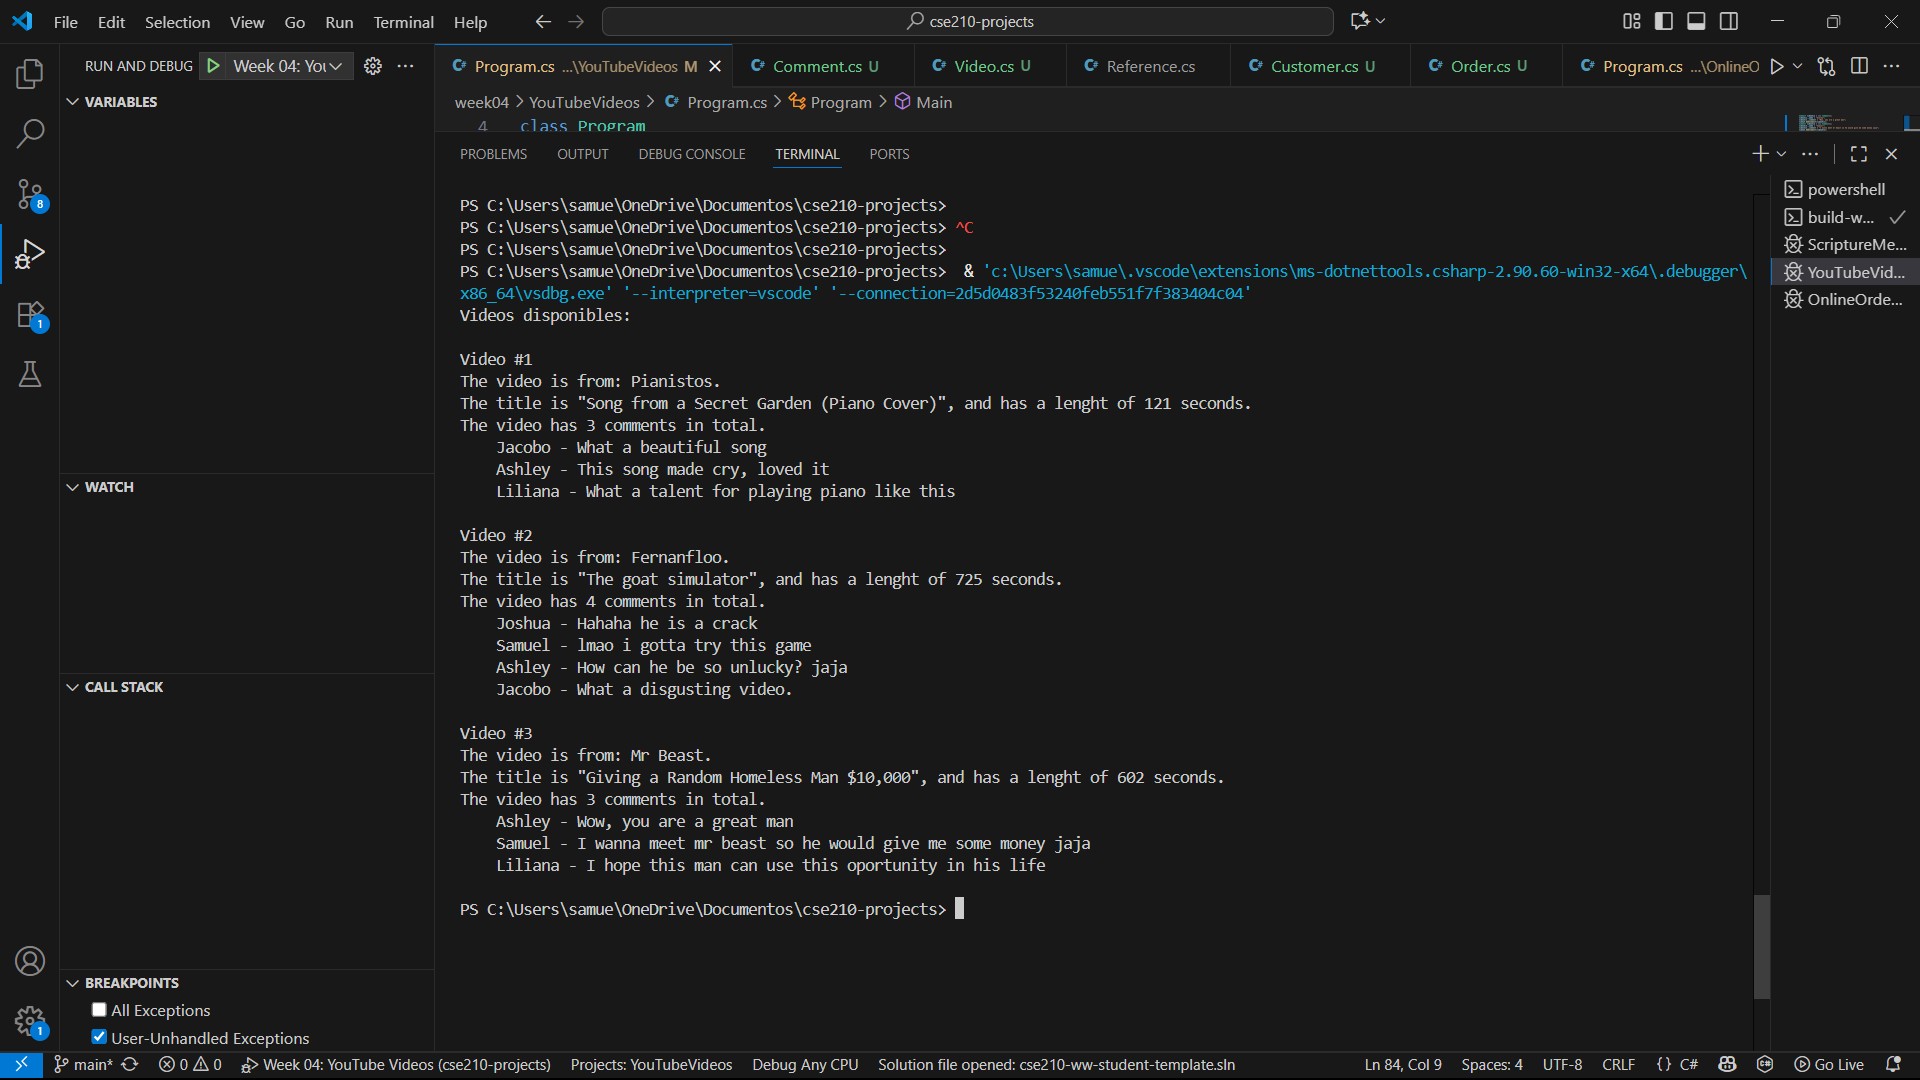 File Edit Selection View Go Run Terminal Help
cse210-projects
RUN AND DEBUG
Week 04: You
Program.cs ...\YouTubeVideos M
Comment.cs U
Video.cs U
Reference.cs
Customer.cs U
Order.cs U
Program.cs ...\OnlineO
VARIABLES
week04 > YouTubeVideos > Program.cs > Program > Main
4 class Program
PROBLEMS OUTPUT DEBUG CONSOLE TERMINAL PORTS
PS C:\Users\samue\OneDrive\Documentos\cse210-projects>
PS C:\Users\samue\OneDrive\Documentos\cse210-projects> ^C
PS C:\Users\samue\OneDrive\Documentos\cse210-projects>
PS C:\Users\samue\OneDrive\Documentos\cse210-projects>  & 'c:\Users\samue\.vscode\extensions\ms-dotnettools.csharp-2.90.60-win32-x64\.debugger\
x86_64\vsdbg.exe' '--interpreter=vscode' '--connection=2d5d0483f53240feb551f7f383404c04'
Videos disponibles:
Video #1
The video is from: Pianistos.
The title is "Song from a Secret Garden (Piano Cover)", and has a lenght of 121 seconds.
The video has 3 comments in total.
Jacobo - What a beautiful song
Ashley - This song made cry, loved it
Liliana - What a talent for playing piano like this
Video #2
The video is from: Fernanfloo.
The title is "The goat simulator", and has a lenght of 725 seconds.
The video has 4 comments in total.
Joshua - Hahaha he is a crack
Samuel - lmao i gotta try this game
Ashley - How can he be so unlucky? jaja
Jacobo - What a disgusting video.
Video #3
The video is from: Mr Beast.
The title is "Giving a Random Homeless Man $10,000", and has a lenght of 602 seconds.
The video has 3 comments in total.
Ashley - Wow, you are a great man
Samuel - I wanna meet mr beast so he would give me some money jaja
Liliana - I hope this man can use this oportunity in his life
PS C:\Users\samue\OneDrive\Documentos\cse210-projects>
powershell
build-w...
ScriptureMe...
YouTubeVid...
OnlineOrde...
8
1
WATCH
CALL STACK
BREAKPOINTS
All Exceptions
User-Unhandled Exceptions
1
main* 0 0 Week 04: YouTube Videos (cse210-projects) Projects: YouTubeVideos Debug Any CPU Solution file opened: cse210-ww-student-template.sln Ln 84, Col 9 Spaces: 4 UTF-8 CRLF {} C# Go Live